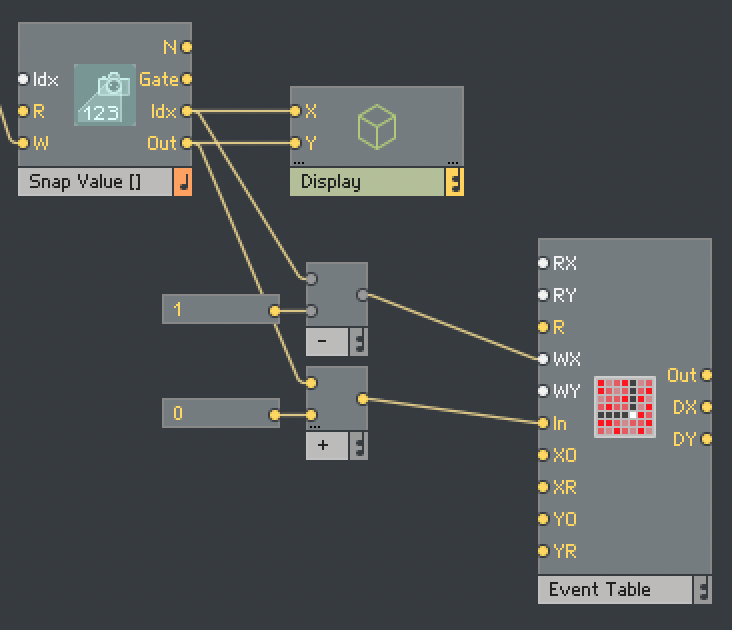 N
Idx
Gate
R
Idx
W
Out
123
Snap Value []
X
Y
...
...
Display
1
-
0
...
+
RX
RY
R
WX
WY
In
XO
XR
YO
YR
Out
DX
DY
Event Table